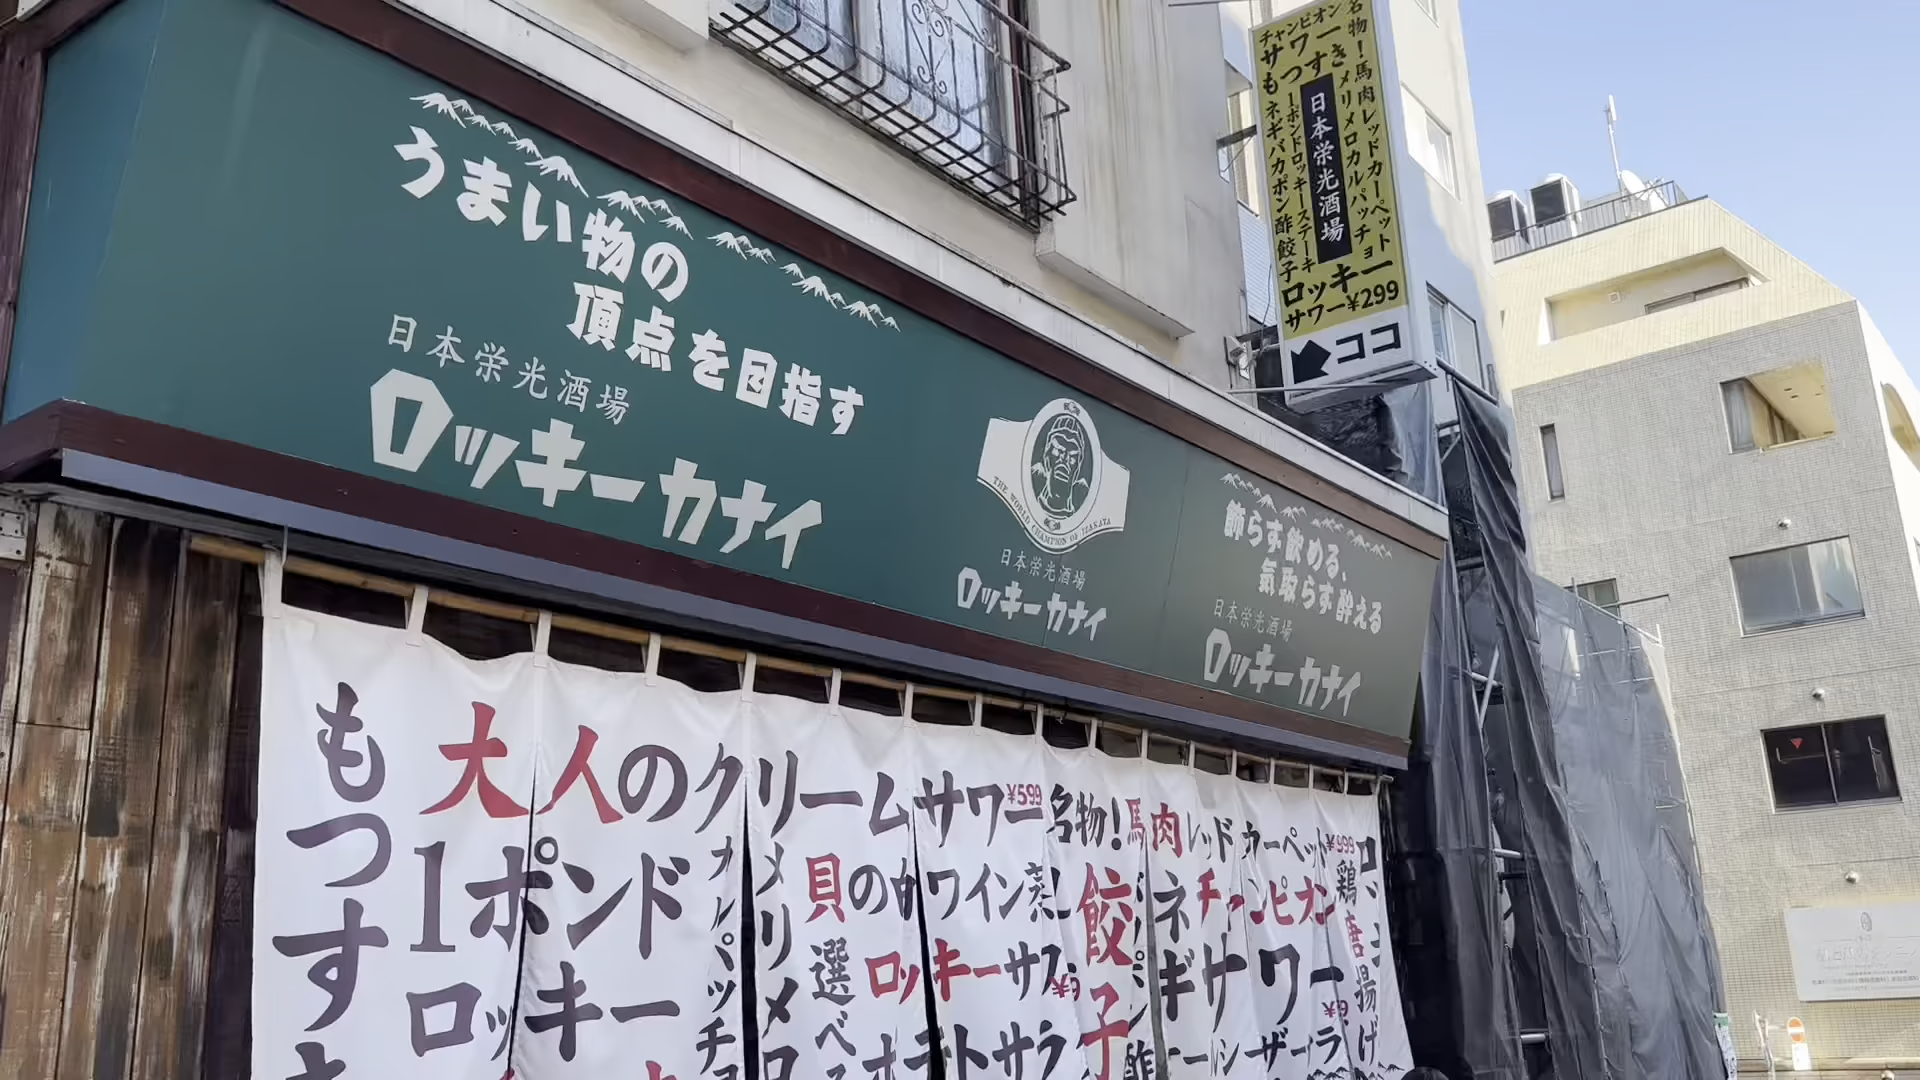 うまい物の
頂点を目指す
日本栄光酒場
ロッキーカナイ
THE WORLD CHAMPION OF IZAKAYA
日本栄光酒場
ロッキーカナイ
飾らず飲める、
気取らず酔える
日本栄光酒場
ロッキーカナイ
名物!馬肉レッドカーペット
メリメロカルパッチョ
チャンピオン
サワー
もつすき
日本栄光酒場
1ポンドロッキーステーキ
ネギバカポン酢餃子
ロッキー
サワー¥299
ココ
もつす
大人のクリームサワー¥599
1ポンド
ロッキー
カルパッチョ
メリメロ
貝の
ワイン蒸し
選べ
ロッキーサワー
ポテトサラ
名物!馬肉レッドカーペット¥999
餃子
ポン酢
ネギ
チャンピオン
サワー
鶏唐揚げ